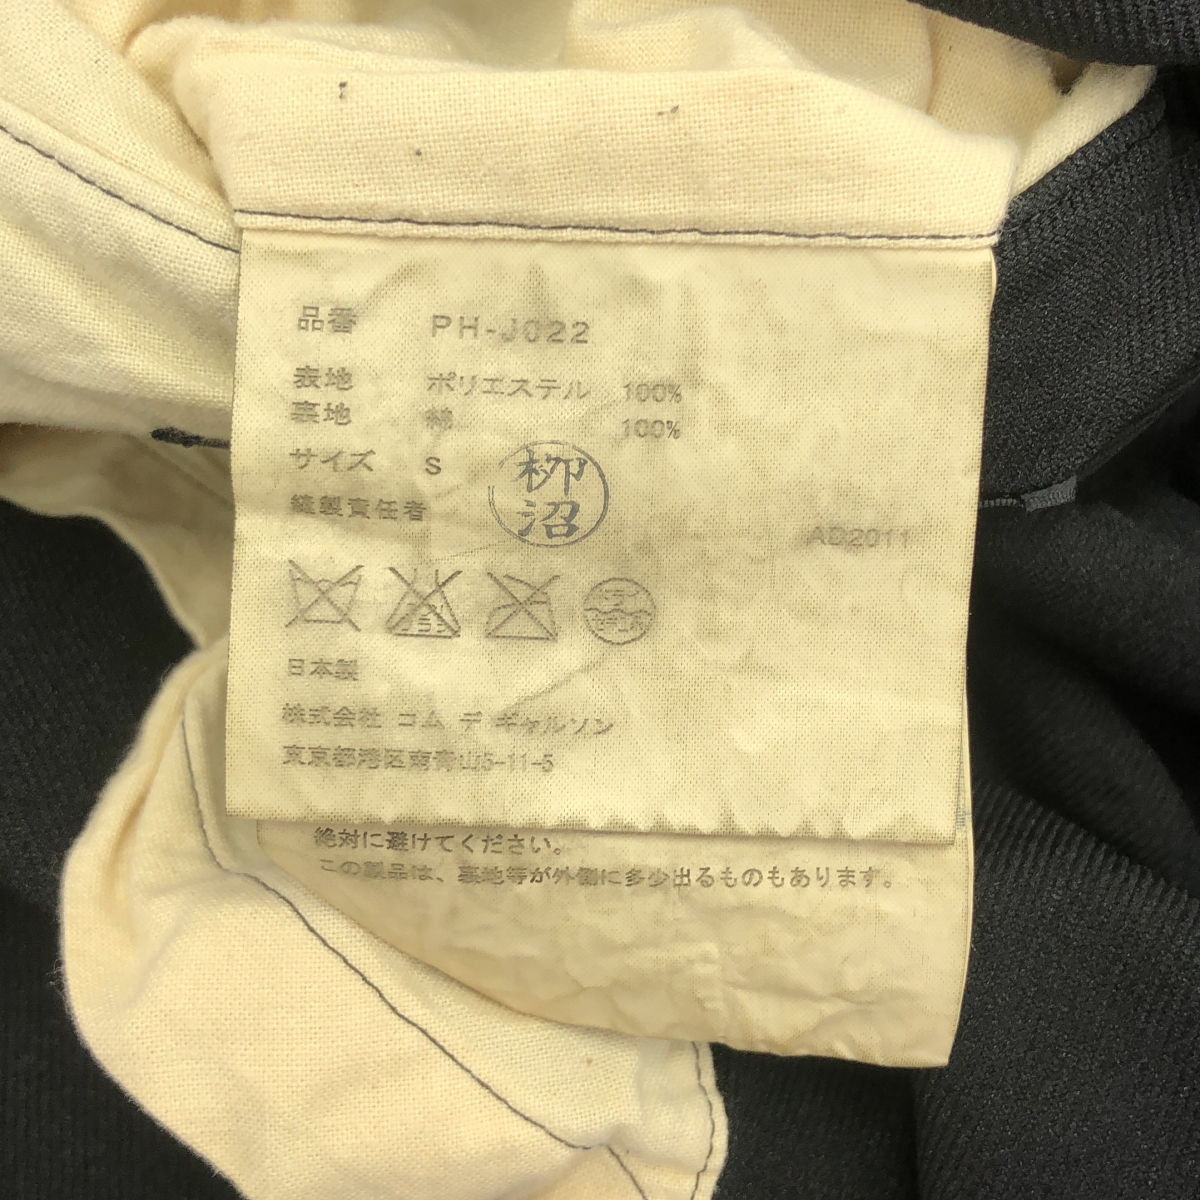 品番 PH-J022
表地 ポリエステル 100%
裏地 綿 100%
サイズ S
縫製責任者 柳沼
AD2011
日本製
株式会社 コム デ ギャルソン
東京都港区南青山5-11-5
絶対に避けてください。
この製品は、裏地等が外側に多少出るものもあります。